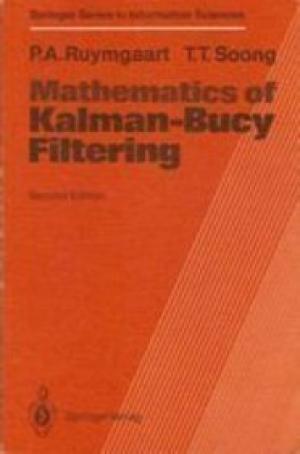 Springer Series in Information Sciences
P.A. Ruymgaart T.T. Soong
Mathematics of
Kalman-Bucy
Filtering
Second Edition
Springer-Verlag